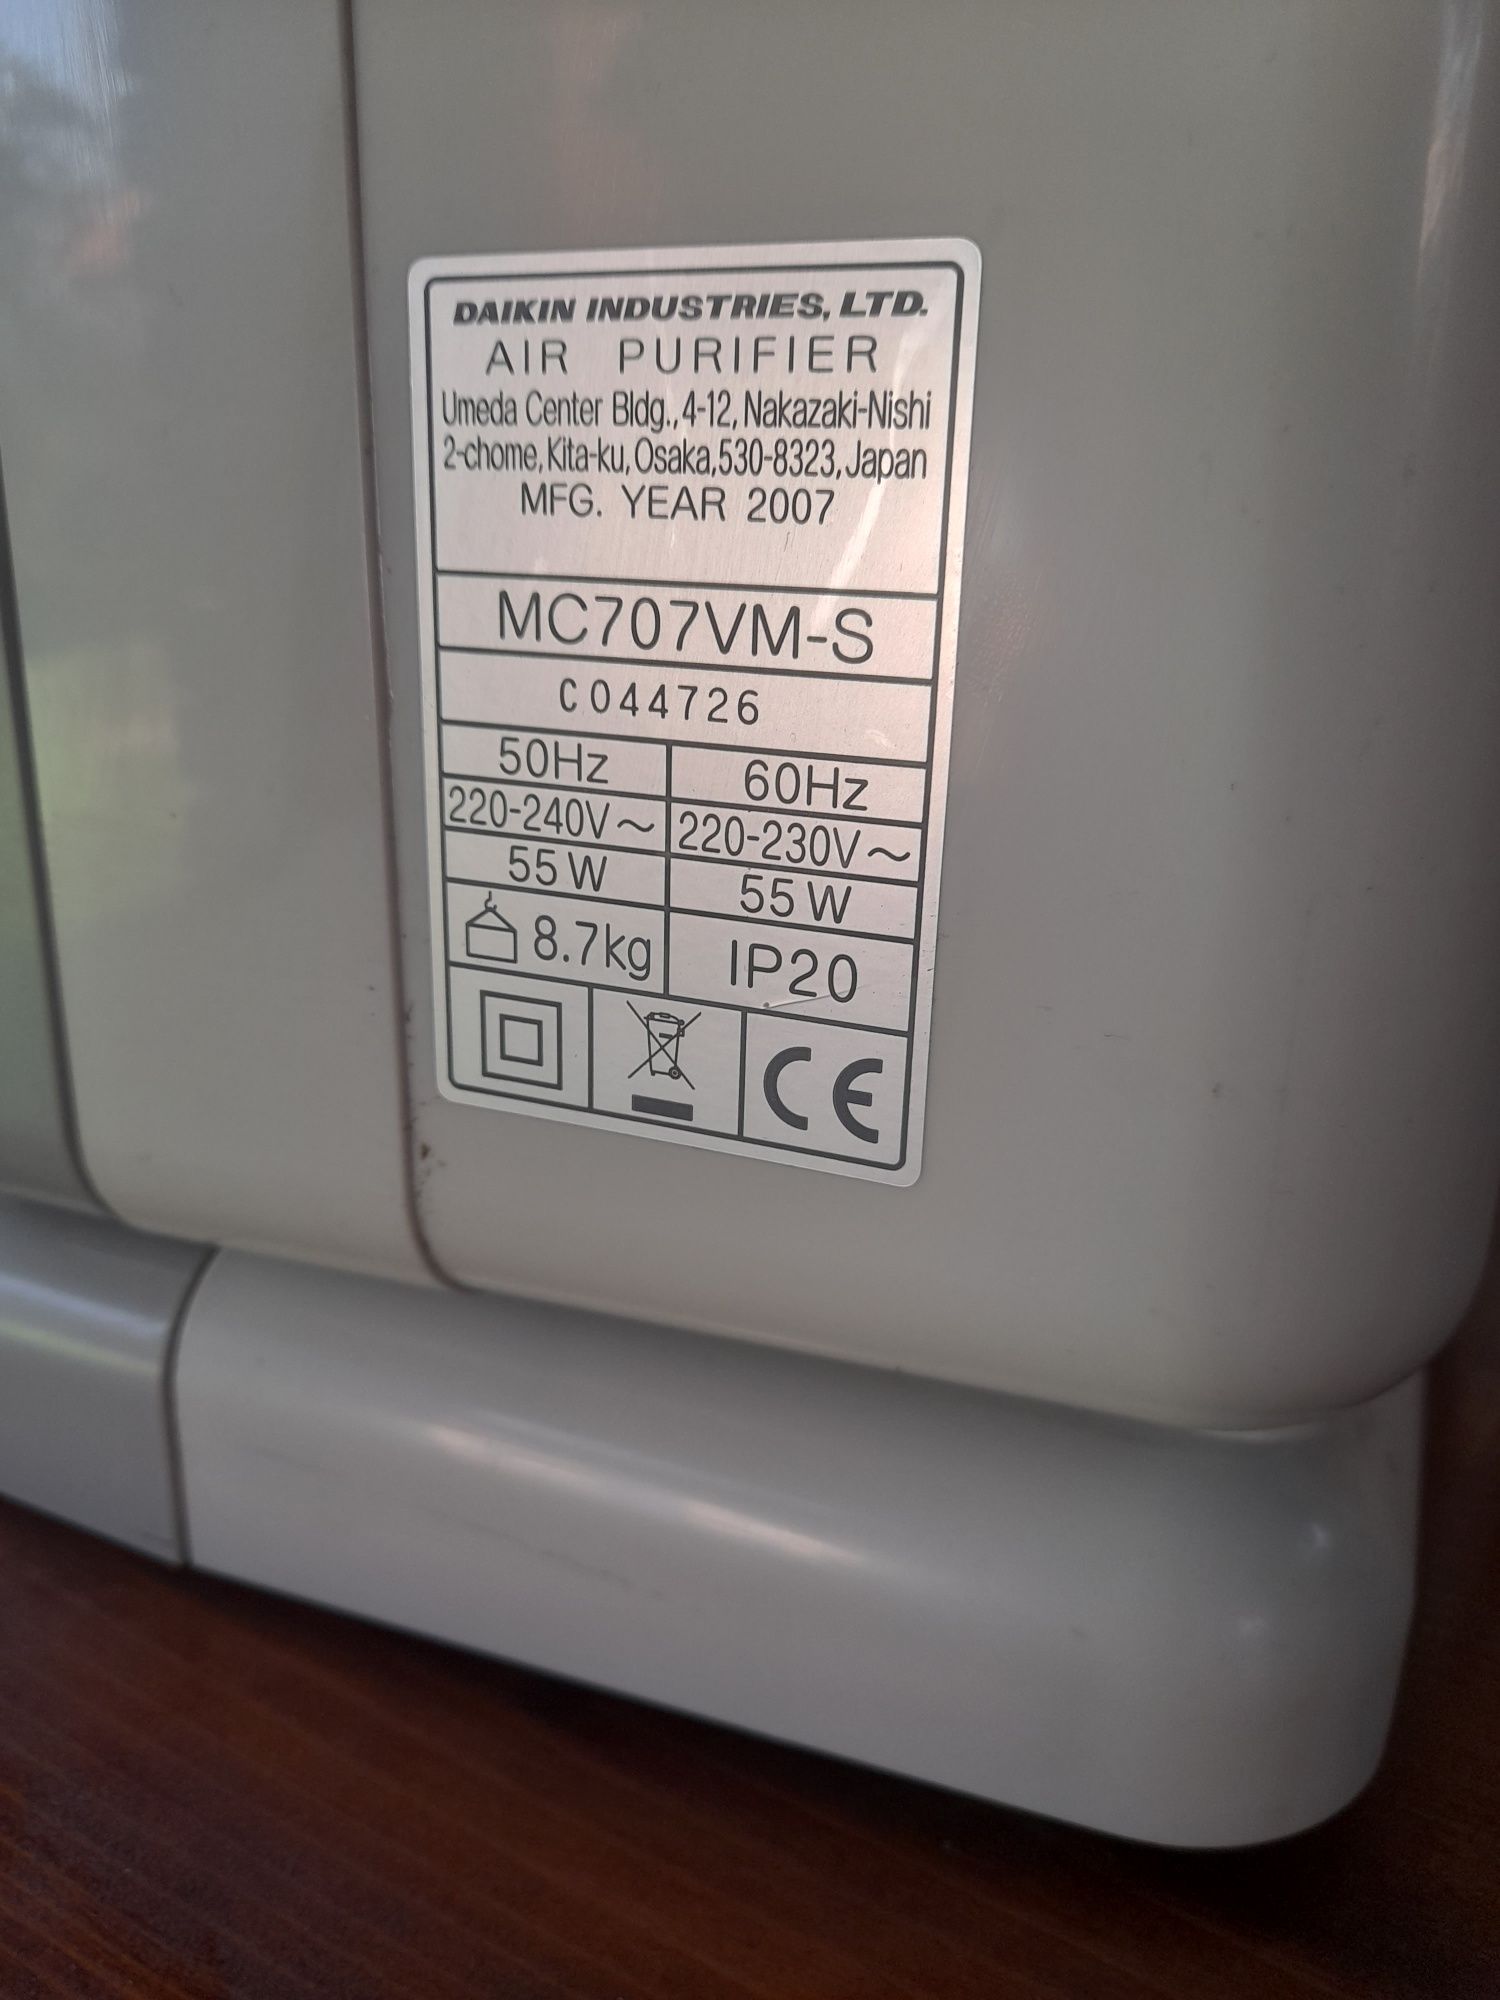 DAIKIN INDUSTRIES, LTD.
AIR PURIFIER
Umeda Center Bldg., 4-12, Nakazaki-Nishi
2-chome, Kita-ku, Osaka, 530-8323, Japan
MFG. YEAR 2007
MC707VM-S
C044726
50Hz 60Hz
220-240V~ 220-230V~
55W 55W
8.7kg IP20
CE